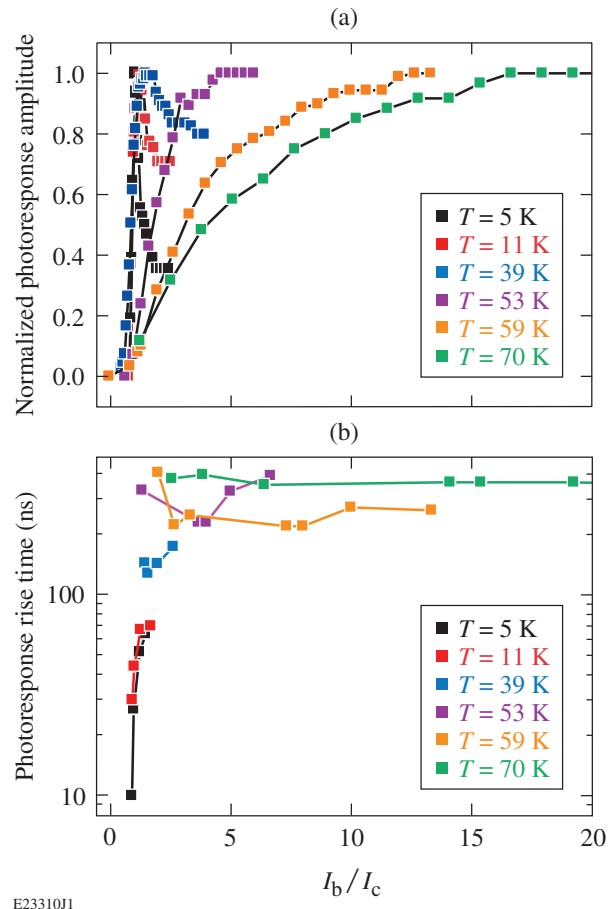 (a)
Normalized photoresponse amplitude
1.0
0.8
0.6
0.4
0.2
0.0
T = 5 K
T = 11 K
T = 39 K
T = 53 K
T = 59 K
T = 70 K
(b)
Photoresponse rise time (ns)
100
10
T = 5 K
T = 11 K
T = 39 K
T = 53 K
T = 59 K
T = 70 K
0 5 10 15 20
I_b/I_c
E23310J1